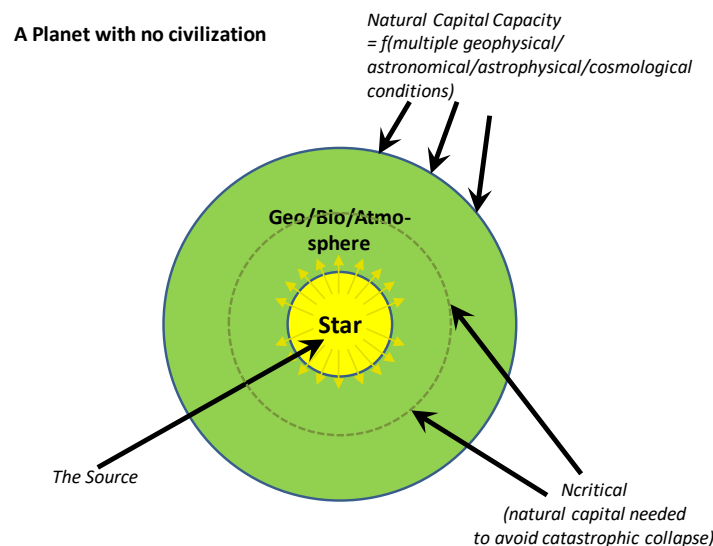 A Planet with no civilization
Natural Capital Capacity
= f(multiple geophysical/
astronomical/astrophysical/cosmological
conditions)
Geo/Bio/Atmo-
sphere
Star
The Source
Ncritical
(natural capital needed
to avoid catastrophic collapse)